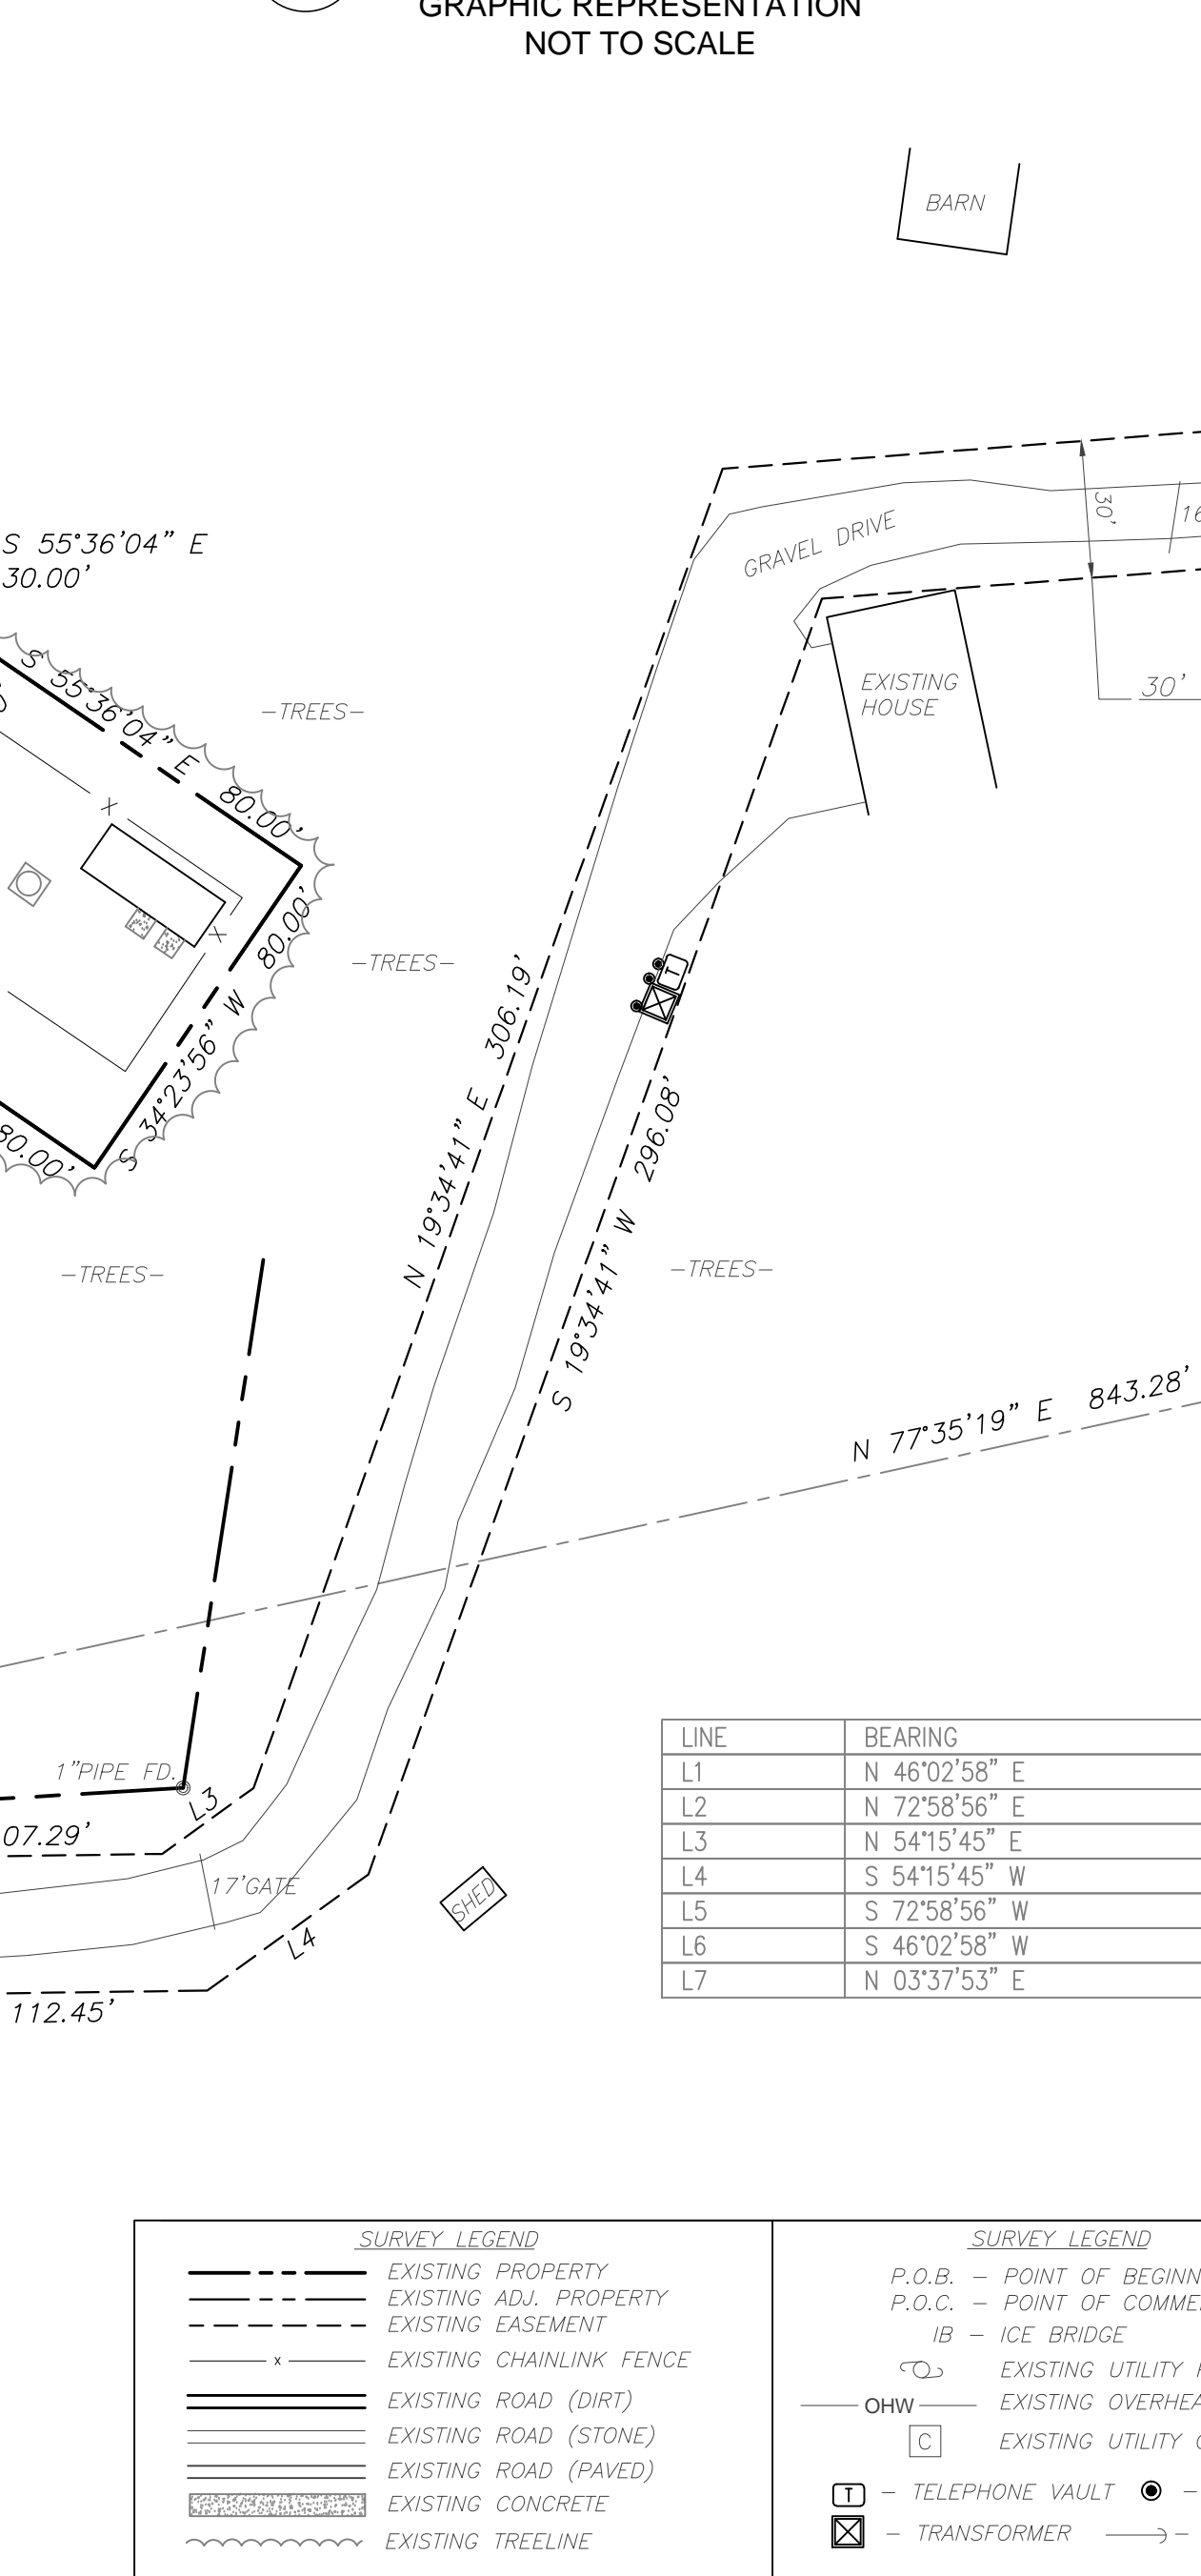 GRAPHIC REPRESENTATION
NOT TO SCALE
BARN
S 55°36'04" E
30.00'
30'
GRAVEL DRIVE
S 55°36'04" E 80.00'
-TREES-
EXISTING
HOUSE
30'
S 34°23'56" W 80.00'
-TREES-
T
N 19°34'41" E 306.19'
S 19°34'41" W 296.08'
80.00'
-TREES-
-TREES-
N 77°35'19" E 843.28'
1"PIPE FD.
L3
07.29'
17'GATE
SHED
L4
112.45'
LINE BEARING
L1 N 46°02'58" E
L2 N 72°58'56" E
L3 N 54°15'45" E
L4 S 54°15'45" W
L5 S 72°58'56" W
L6 S 46°02'58" W
L7 N 03°37'53" E
SURVEY LEGEND
EXISTING PROPERTY
EXISTING ADJ. PROPERTY
EXISTING EASEMENT
x EXISTING CHAINLINK FENCE
EXISTING ROAD (DIRT)
EXISTING ROAD (STONE)
EXISTING ROAD (PAVED)
EXISTING CONCRETE
EXISTING TREELINE
SURVEY LEGEND
P.O.B. - POINT OF BEGINN
P.O.C. - POINT OF COMME
IB - ICE BRIDGE
EXISTING UTILITY
OHW EXISTING OVERHEA
C EXISTING UTILITY
T - TELEPHONE VAULT -
- TRANSFORMER -